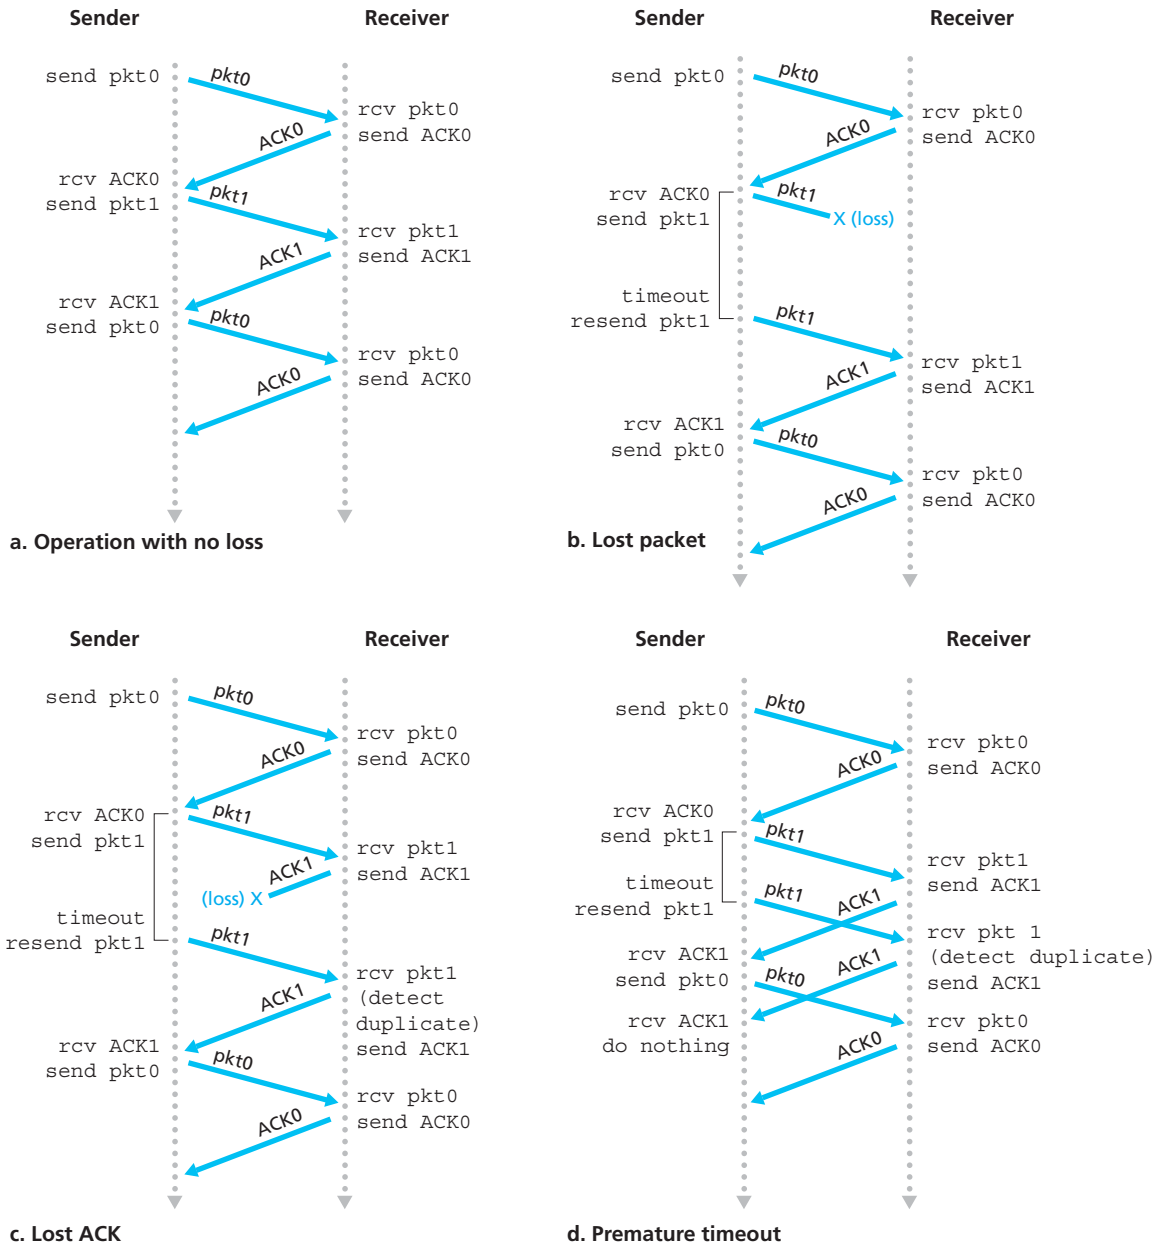 Sender
Receiver
send pkt0
pkt0
rcv pkt0
send ACK0
ACK0
rcv ACK0
send pkt1
pkt1
rcv pkt1
send ACK1
ACK1
rcv ACK1
send pkt0
pkt0
rcv pkt0
send ACK0
ACK0
a. Operation with no loss
Sender
Receiver
send pkt0
pkt0
rcv pkt0
send ACK0
ACK0
rcv ACK0
send pkt1
pkt1
X (loss)
timeout
resend pkt1
pkt1
rcv pkt1
send ACK1
ACK1
rcv ACK1
send pkt0
pkt0
rcv pkt0
send ACK0
ACK0
b. Lost packet
Sender
Receiver
send pkt0
pkt0
rcv pkt0
send ACK0
ACK0
rcv ACK0
send pkt1
pkt1
rcv pkt1
send ACK1
ACK1
(loss) X
timeout
resend pkt1
pkt1
rcv pkt1
(detect
duplicate)
send ACK1
ACK1
rcv ACK1
send pkt0
pkt0
rcv pkt0
send ACK0
ACK0
c. Lost ACK
Sender
Receiver
send pkt0
pkt0
rcv pkt0
send ACK0
ACK0
rcv ACK0
send pkt1
pkt1
rcv pkt1
send ACK1
timeout
resend pkt1
pkt1
ACK1
rcv pkt 1
(detect duplicate)
send ACK1
rcv ACK1
send pkt0
pkt0
ACK1
rcv ACK1
do nothing
rcv pkt0
send ACK0
ACK0
d. Premature timeout